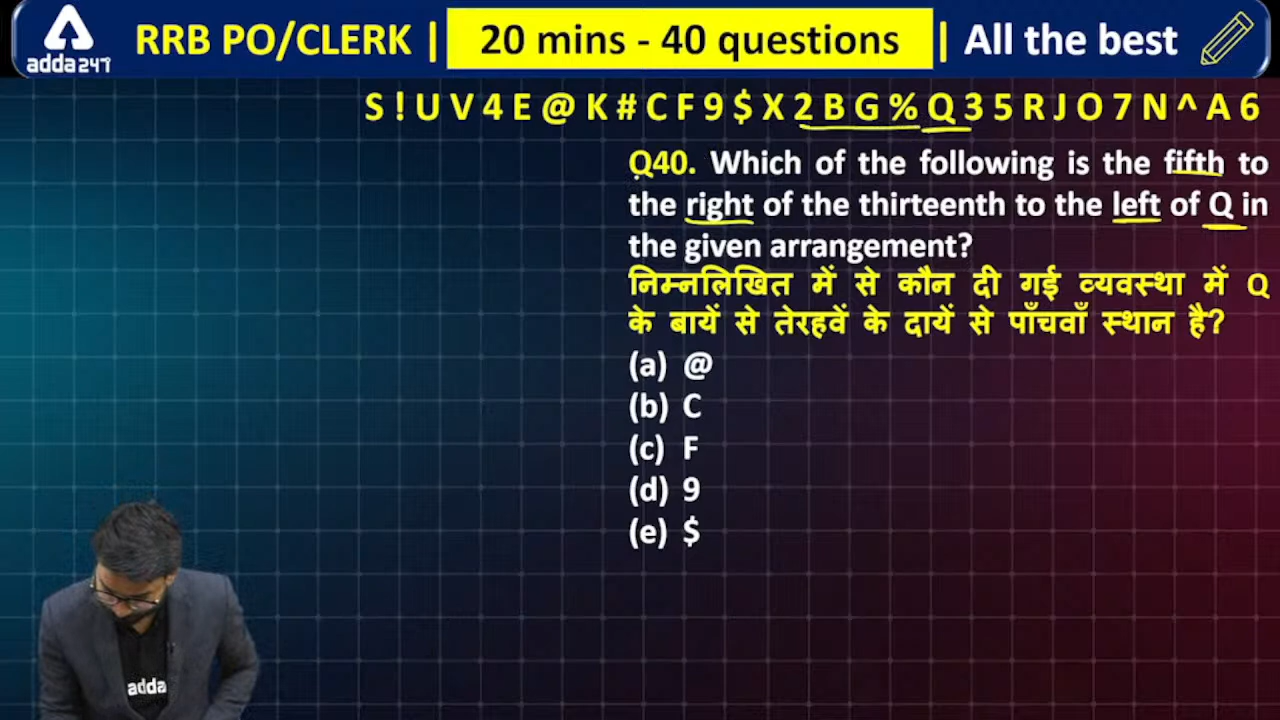 adda247
RRB PO/CLERK | 20 mins - 40 questions | All the best
S ! U V 4 E @ K # C F 9 $ X 2 B G % Q 3 5 R J O 7 N ^ A 6
Q40. Which of the following is the fifth to
the right of the thirteenth to the left of Q in
the given arrangement?
निम्नलिखित में से कौन दी गई व्यवस्था में Q
के बायें से तेरहवें के दायें से पाँचवाँ स्थान है?
(a) @
(b) C
(c) F
(d) 9
(e) $
adda